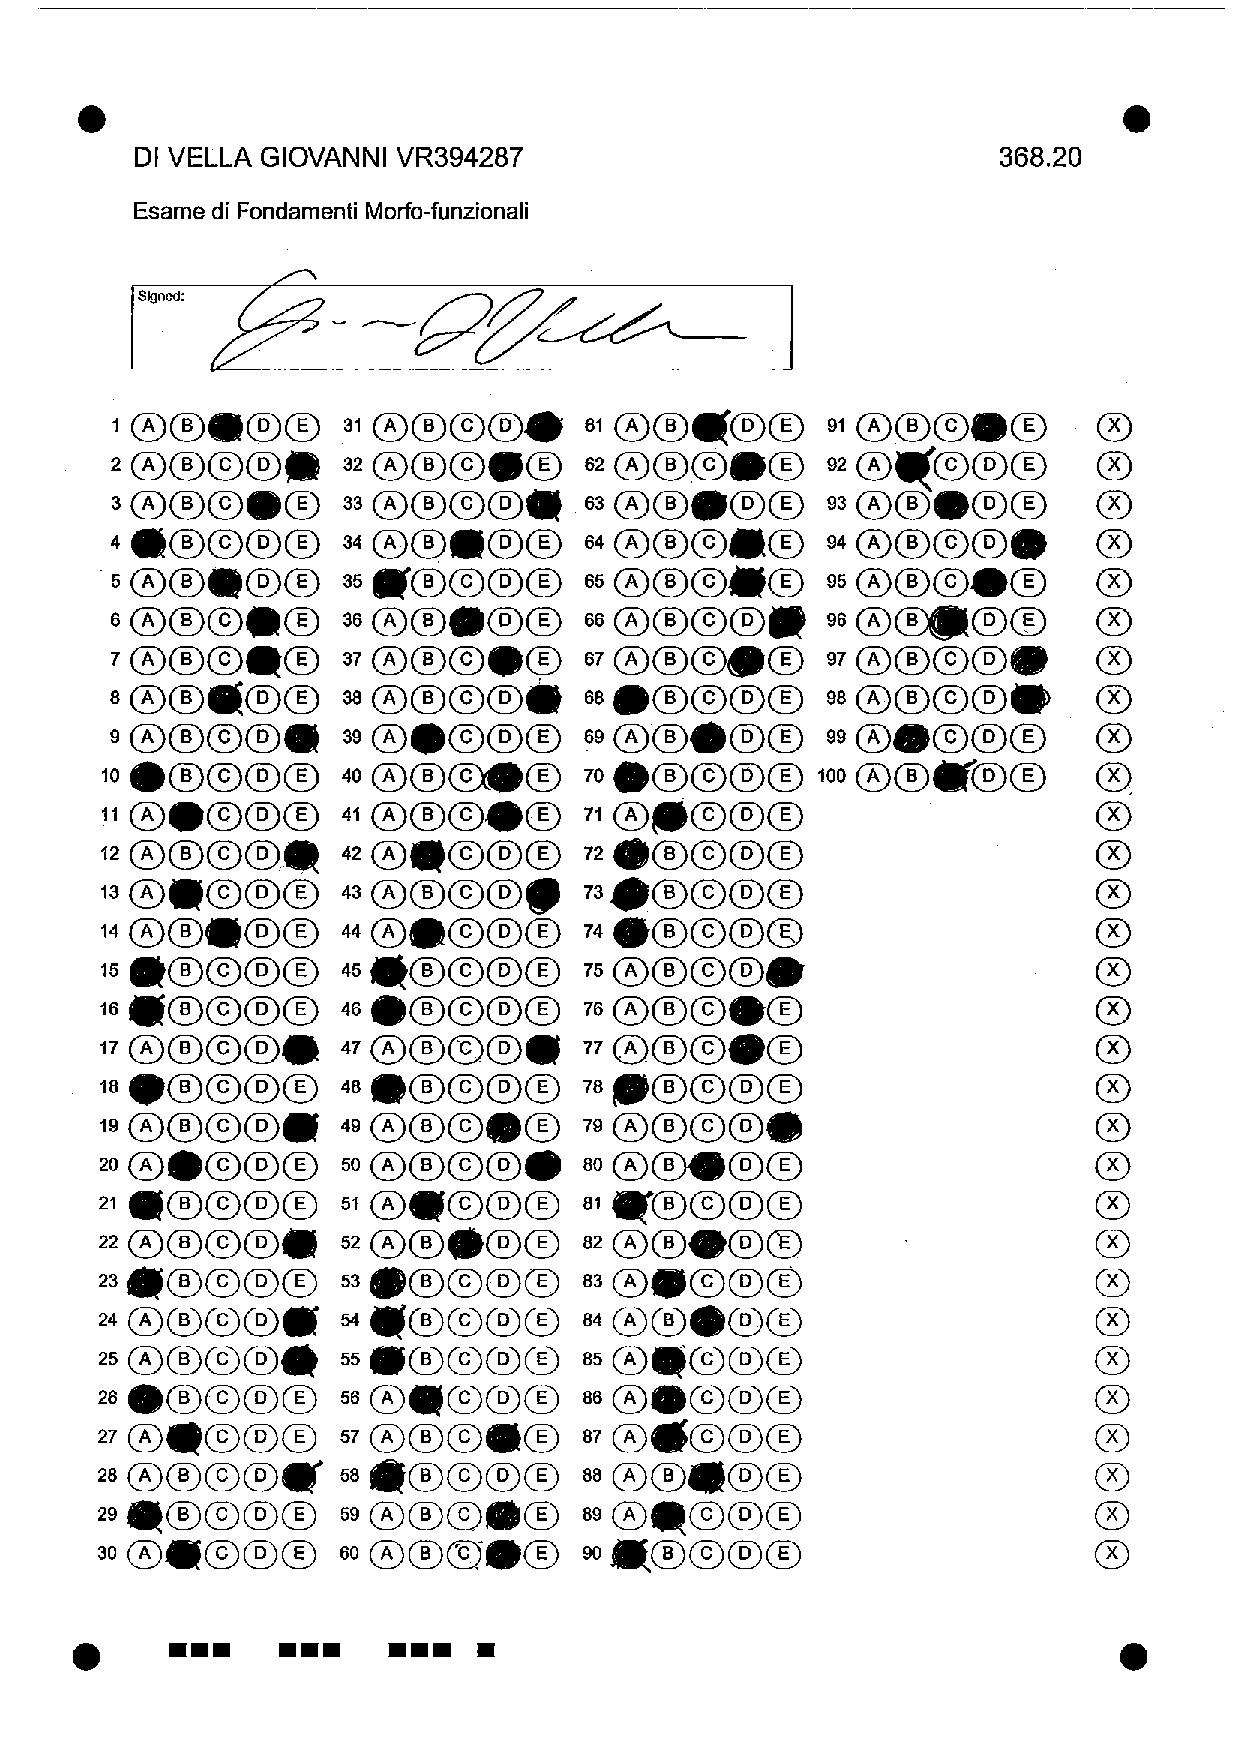 DI VELLA GIOVANNI VR394287 368.20
Esame di Fondamenti Morfo-funzionali
Signed:
1 A B D E 31 A B C D 61 A B D E 91 A B C E X
2 A B C D 32 A B C E 62 A B C E 92 A C D E X
3 A B C E 33 A B C D 63 A B D E 93 A B D E X
4 B C D E 34 A B D E 64 A B C E 94 A B C D X
5 A B D E 35 B C D E 65 A B C E 95 A B C E X
6 A B C E 36 A B D E 66 A B C D 96 A B D E X
7 A B C E 37 A B C E 67 A B C E 97 A B C D X
8 A B D E 38 A B C D 68 B C D E 98 A B C D X
9 A B C D 39 A C D E 69 A B D E 99 A C D E X
10 B C D E 40 A B C E 70 B C D E 100 A B D E X
11 A C D E 41 A B C E 71 A C D E X
12 A B C D 42 A C D E 72 B C D E X
13 A C D E 43 A B C D 73 B C D E X
14 A B D E 44 A C D E 74 B C D E X
15 B C D E 45 B C D E 75 A B C D X
16 B C D E 46 B C D E 76 A B C E X
17 A B C D 47 A B C D 77 A B C E X
18 B C D E 48 B C D E 78 B C D E X
19 A B C D 49 A B C E 79 A B C D X
20 A C D E 50 A B C D 80 A B D E X
21 B C D E 51 A C D E 81 B C D E X
22 A B C D 52 A B D E 82 A B D E X
23 B C D E 53 B C D E 83 A C D E X
24 A B C D 54 B C D E 84 A B D E X
25 A B C D 55 B C D E 85 A C D E X
26 B C D E 56 A C D E 86 A C D E X
27 A C D E 57 A B C E 87 A C D E X
28 A B C D 58 B C D E 88 A B D E X
29 B C D E 59 A B C E 89 A C D E X
30 A C D E 60 A B C E 90 B C D E X